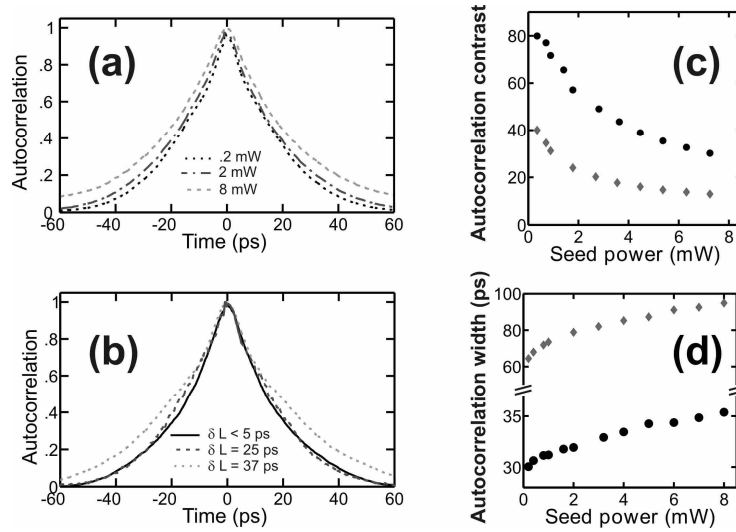 (a)
Autocorrelation
1
.8
.6
.4
.2
0
.2 mW
2 mW
8 mW
-60 -40 -20 0 20 40 60
Time (ps)
(b)
Autocorrelation
1
.8
.6
.4
.2
0
δ L < 5 ps
δ L = 25 ps
δ L = 37 ps
-60 -40 -20 0 20 40 60
Time (ps)
(c)
Autocorrelation contrast
80
60
40
20
0
0 2 4 6 8
Seed power (mW)
(d)
Autocorrelation width (ps)
100
80
60
35
30
0 2 4 6 8
Seed power (mW)